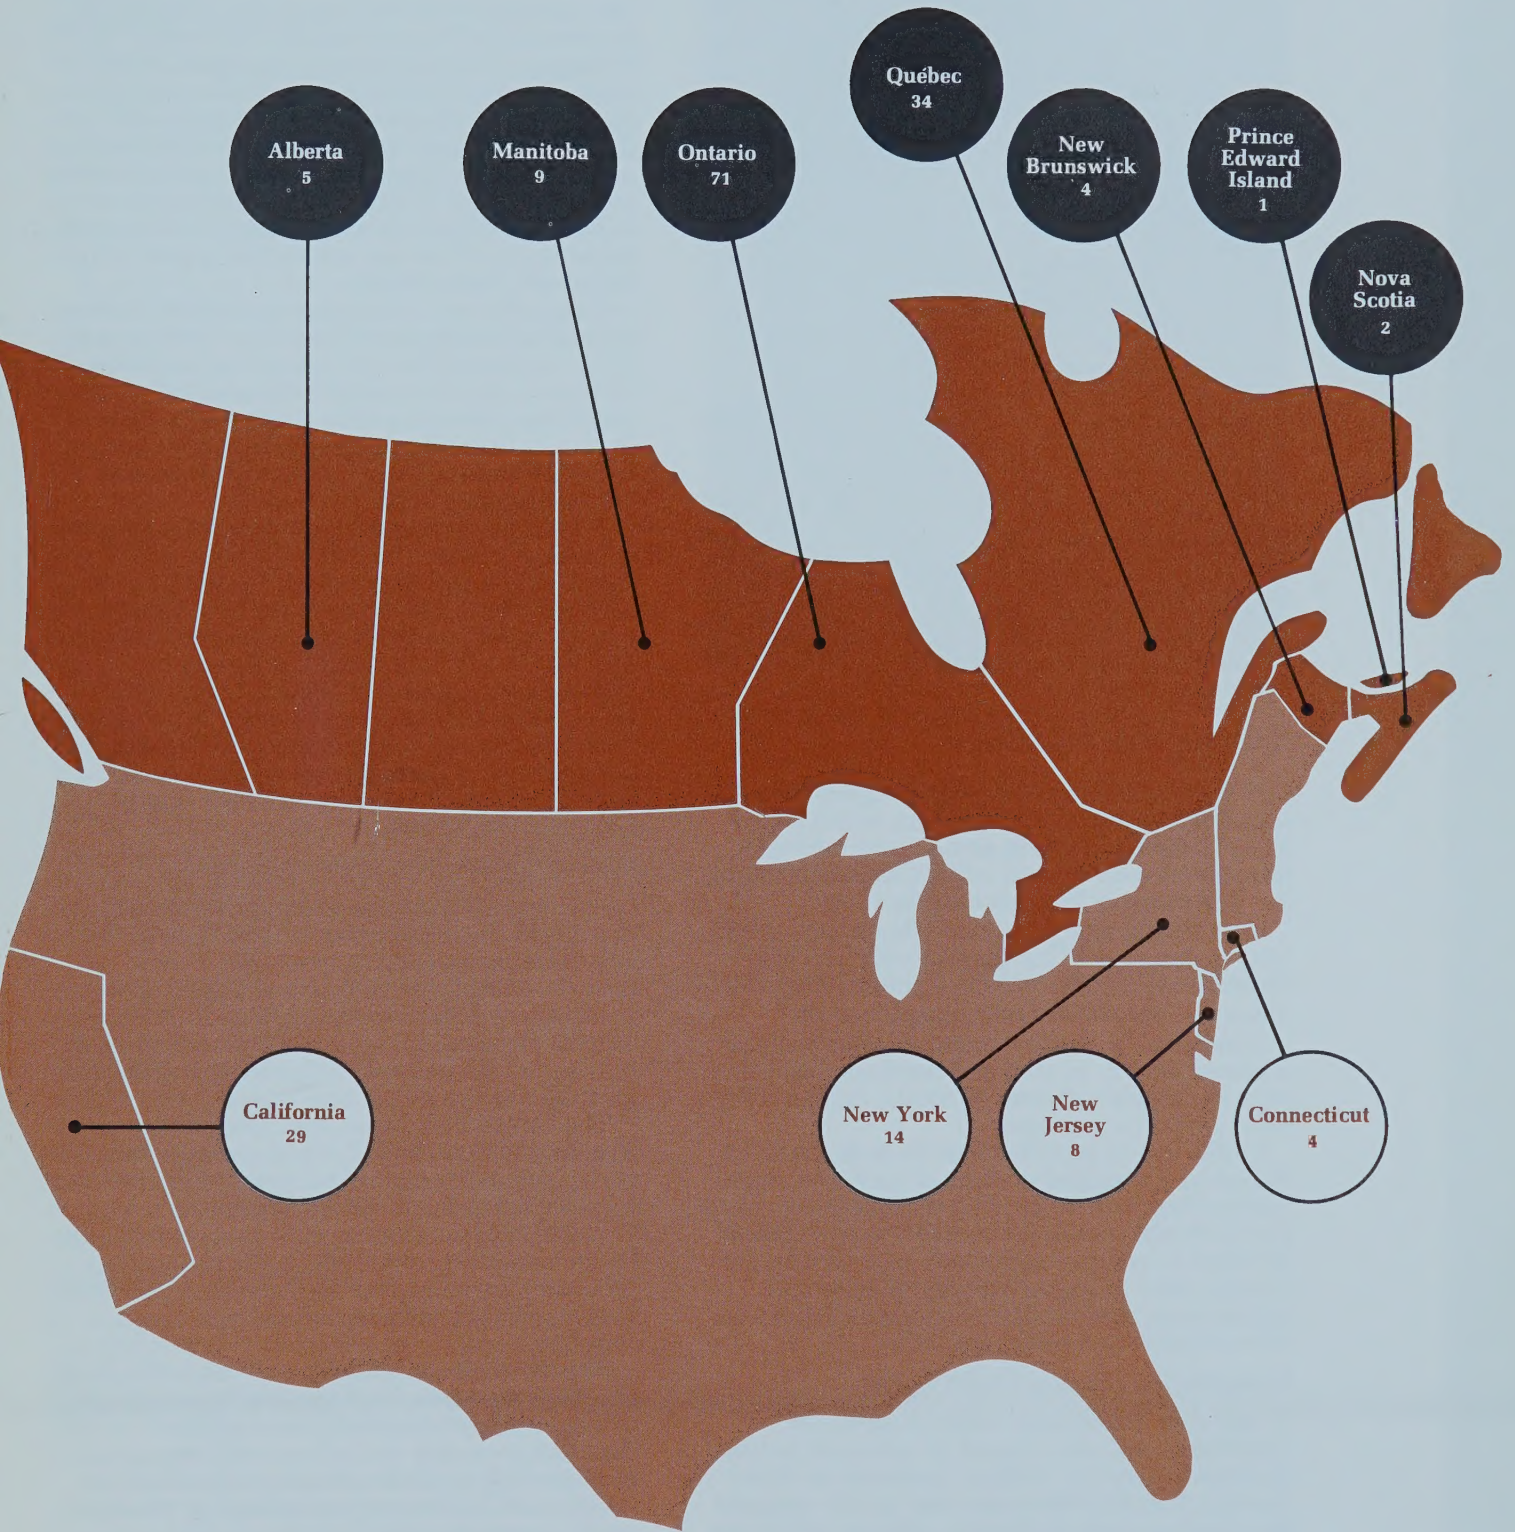 Québec
34
Alberta
5
Manitoba
9
Ontario
71
New
Brunswick
4
Prince
Edward
Island
1
Nova
Scotia
2
California
29
New York
14
New
Jersey
8
Connecticut
4